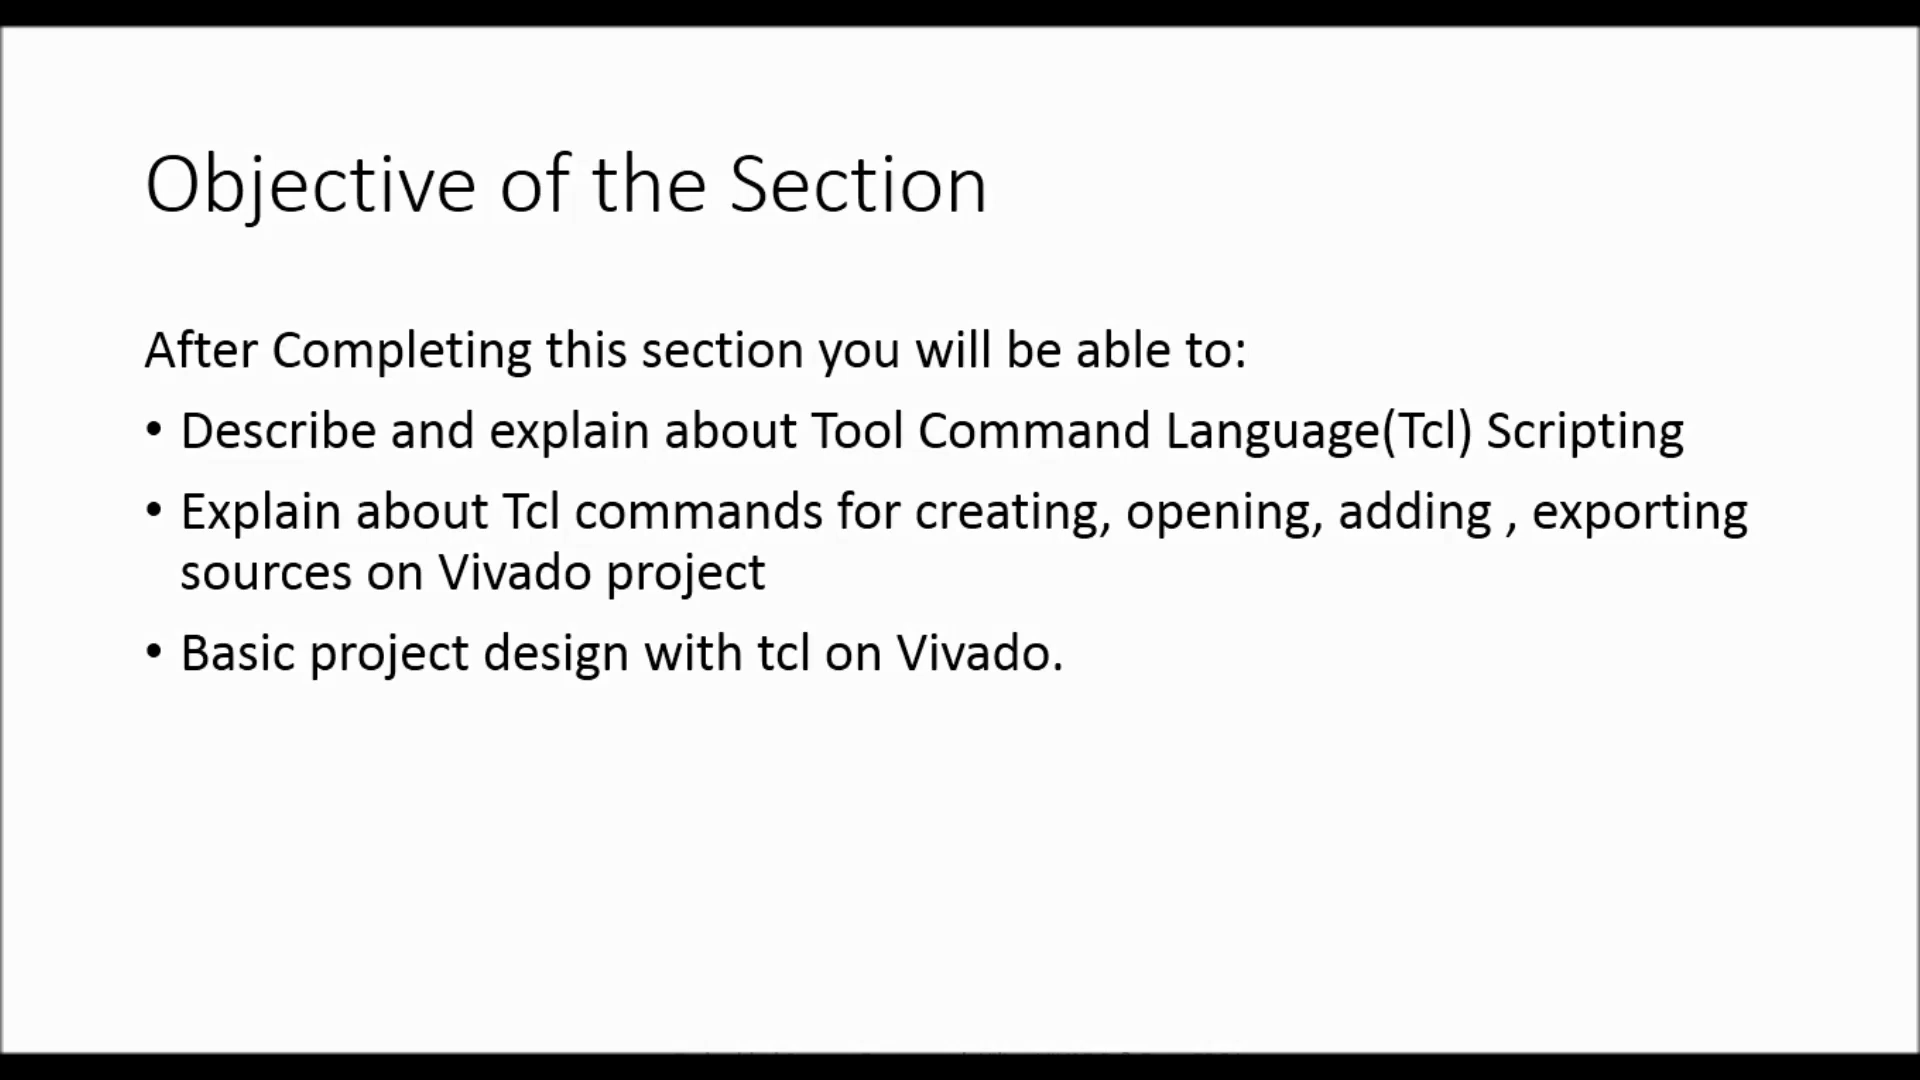 Objective of the Section
After Completing this section you will be able to:
• Describe and explain about Tool Command Language(Tcl) Scripting
• Explain about Tcl commands for creating, opening, adding , exporting
sources on Vivado project
• Basic project design with tcl on Vivado.